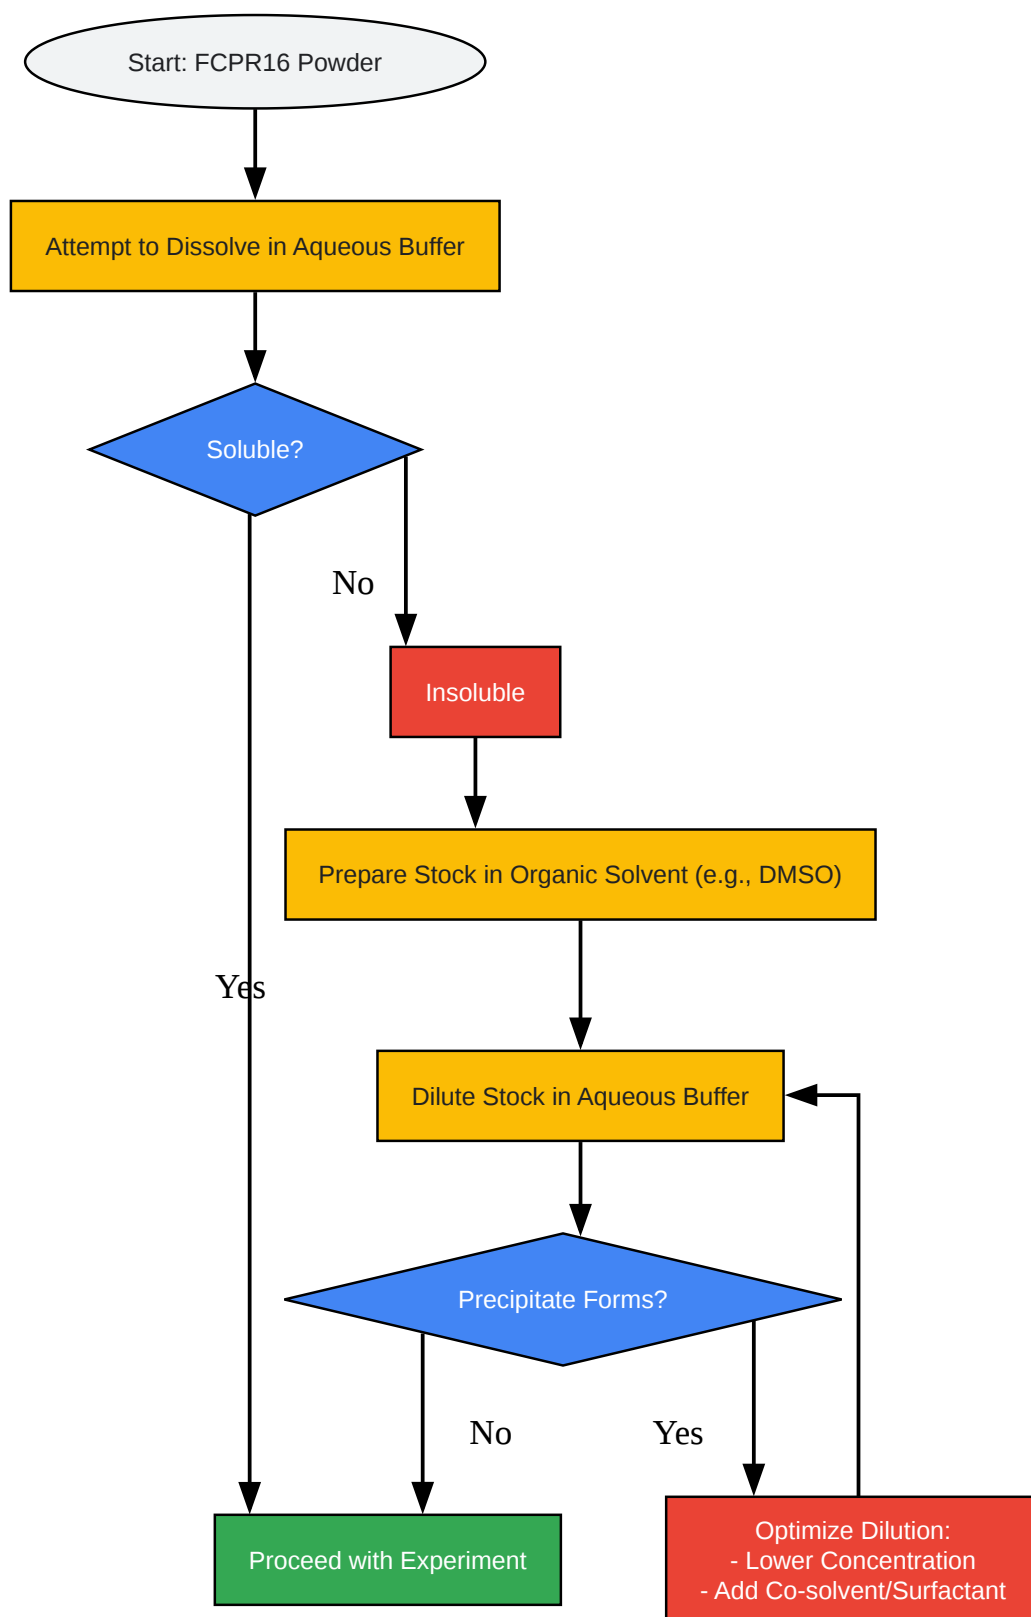 Start: FCPR16 Powder
Attempt to Dissolve in Aqueous Buffer
Soluble?
No
Insoluble
Prepare Stock in Organic Solvent (e.g., DMSO)
Yes
Dilute Stock in Aqueous Buffer
Precipitate Forms?
No
Yes
Proceed with Experiment
Optimize Dilution:
- Lower Concentration
- Add Co-solvent/Surfactant